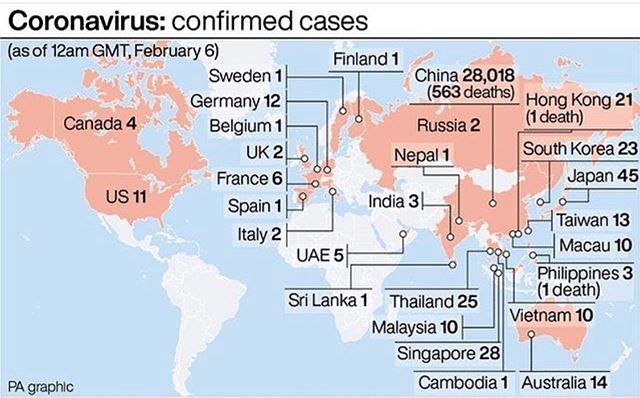 Coronavirus: confirmed cases
(as of 12am GMT, February 6)
Finland 1
Sweden 1
China 28,018
(563 deaths)
Germany 12
Hong Kong 21
(1 death)
Canada 4
Belgium 1
Russia 2
UK 2
Nepal 1
South Korea 23
France 6
Japan 45
US 11
Spain 1
India 3
Taiwan 13
Italy 2
Macau 10
UAE 5
Philippines 3
(1 death)
Sri Lanka 1
Thailand 25
Vietnam 10
Malaysia 10
Singapore 28
Cambodia 1
Australia 14
PA graphic